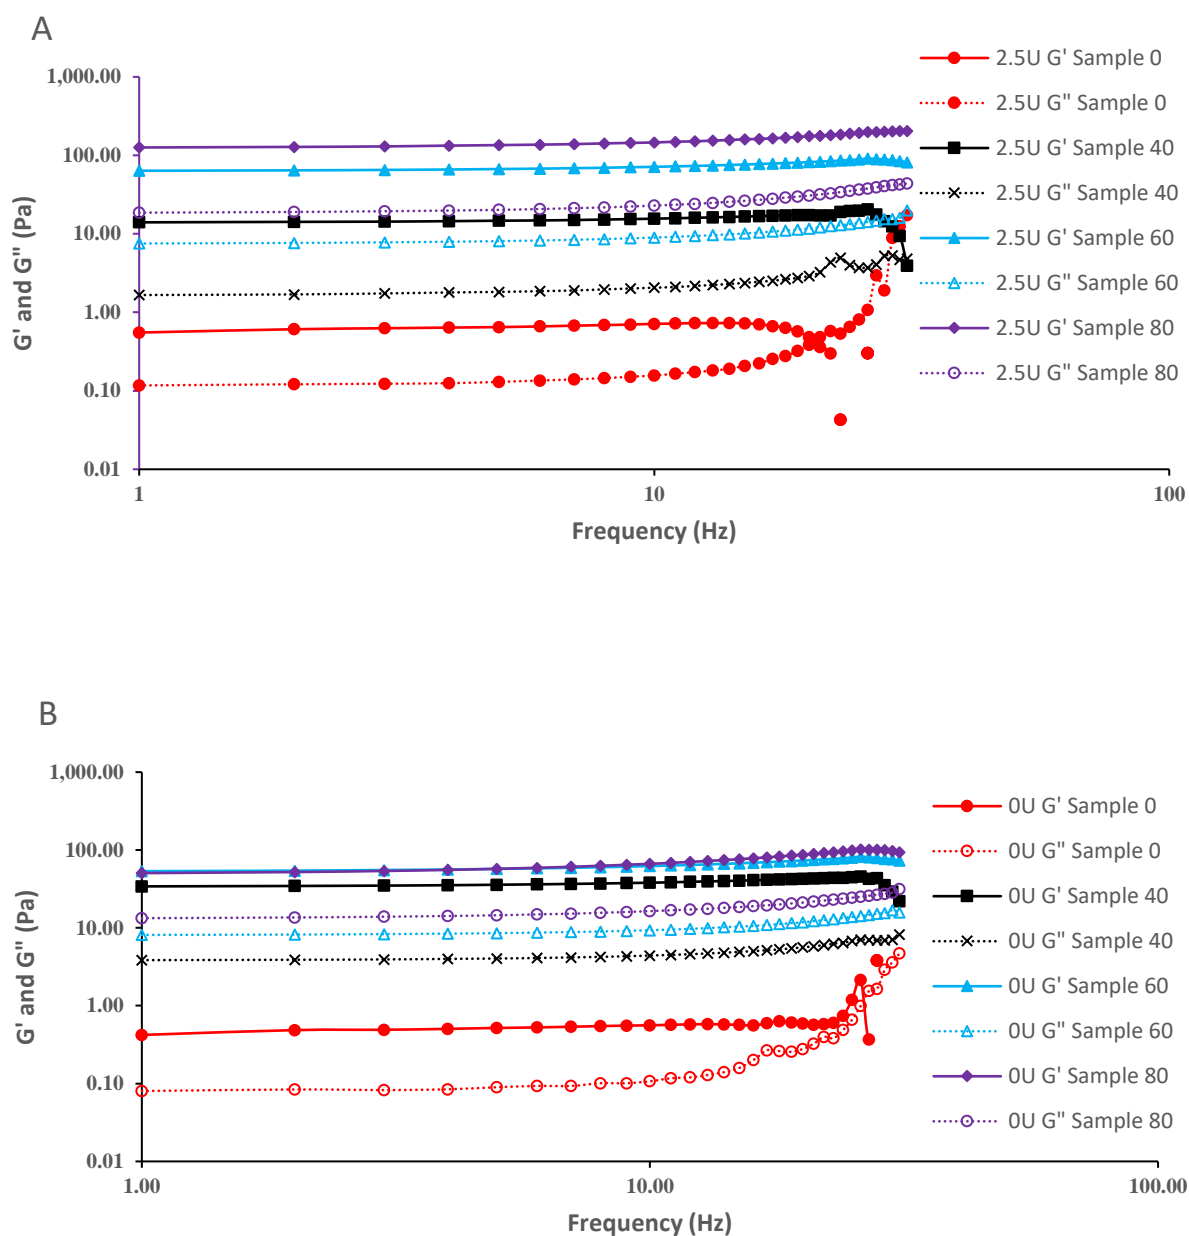 A
1,000.00
100.00
10.00
1.00
0.10
0.01
G' and G" (Pa)
1
10
100
Frequency (Hz)
2.5U G' Sample 0
2.5U G" Sample 0
2.5U G' Sample 40
2.5U G" Sample 40
2.5U G' Sample 60
2.5U G" Sample 60
2.5U G' Sample 80
2.5U G" Sample 80
B
1,000.00
100.00
10.00
1.00
0.10
0.01
G' and G" (Pa)
1.00
10.00
100.00
Frequency (Hz)
0U G' Sample 0
0U G" Sample 0
0U G' Sample 40
0U G" Sample 40
0U G' Sample 60
0U G" Sample 60
0U G' Sample 80
0U G" Sample 80